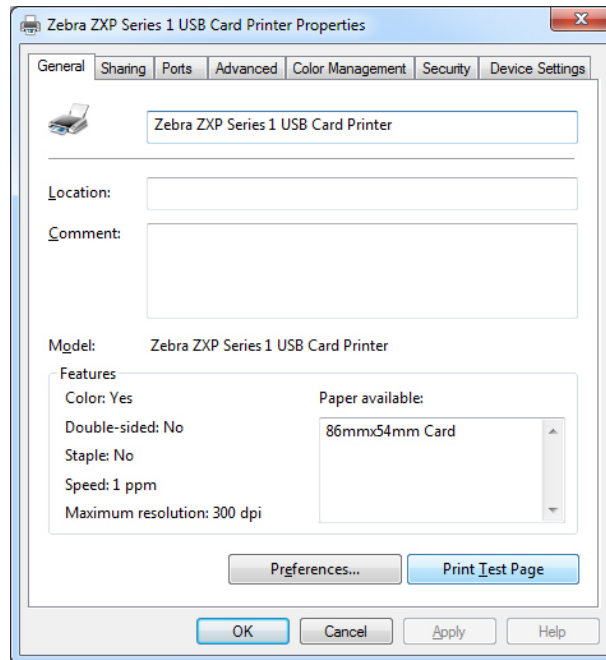 Zebra ZXP Series 1 USB Card Printer Properties
General Sharing Ports Advanced Color Management Security Device Settings
Zebra ZXP Series 1 USB Card Printer
Location:
Comment:
Model: Zebra ZXP Series 1 USB Card Printer
Features
Color: Yes Paper available:
Double-sided: No 86mmx54mm Card
Staple: No
Speed: 1 ppm
Maximum resolution: 300 dpi
Preferences... Print Test Page
OK Cancel Apply Help